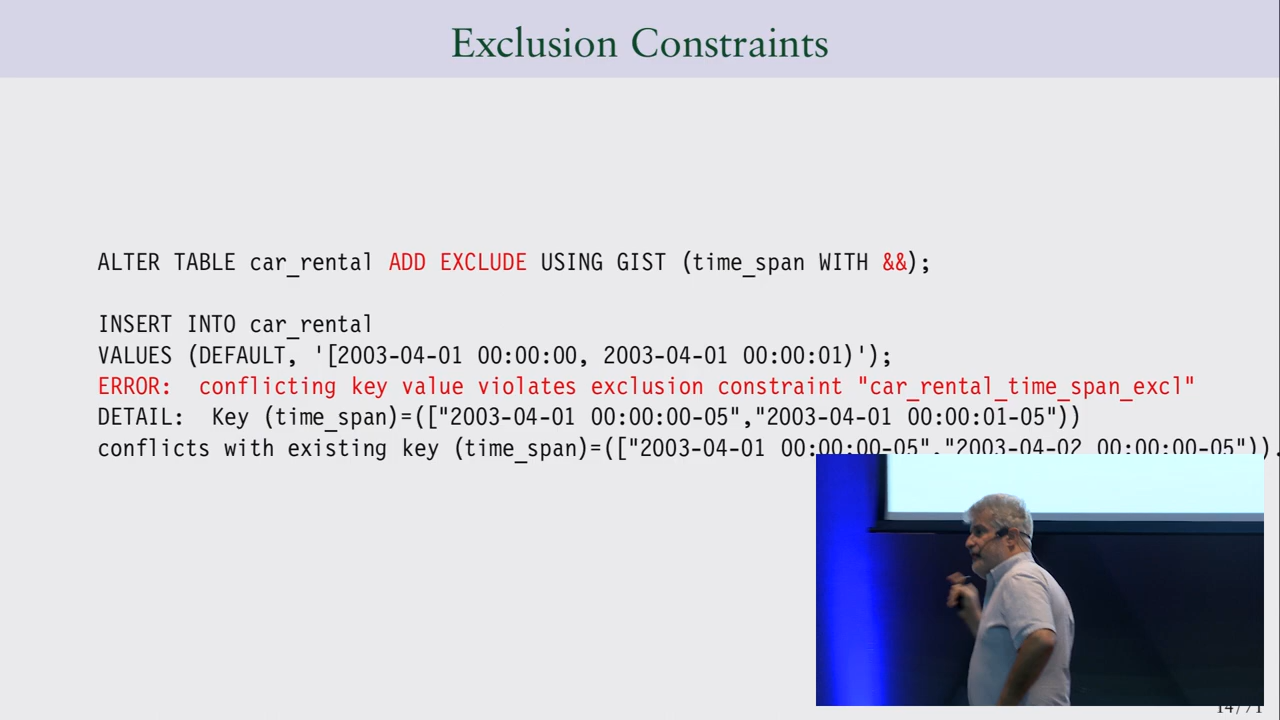 Exclusion Constraints
ALTER TABLE car_rental ADD EXCLUDE USING GIST (time_span WITH &&);
INSERT INTO car_rental
VALUES (DEFAULT, '[2003-04-01 00:00:00, 2003-04-01 00:00:01)');
ERROR:  conflicting key value violates exclusion constraint "car_rental_time_span_excl"
DETAIL:  Key (time_span)=(["2003-04-01 00:00:00-05","2003-04-01 00:00:01-05"))
conflicts with existing key (time_span)=(["2003-04-01 00:00:00-05","2003-04-02 00:00:00-05")).
14/71